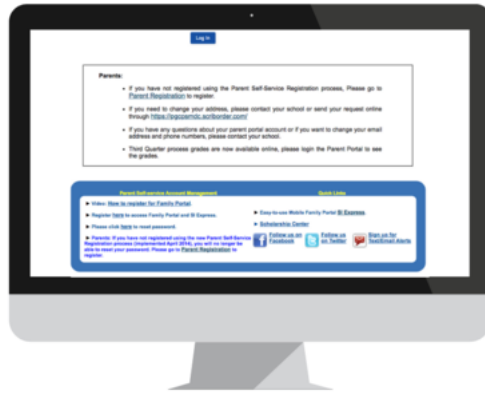 Log In
Parents:
• If you have not registered using the Parent Self-Service Registration process, Please go to
Parent Registration to register.
• If you need to change your address, please contact your school or send your request online
through https://pgcpsmdc.scriborder.com/
• If you have any questions about your parent portal account or if you want to change your email
address and phone numbers, please contact your school.
• Third Quarter process grades are now available online, please login the Parent Portal to see
the grades.
Parent Self-service Account Management
► Video: How to register for Family Portal.
► Register here to access Family Portal and SI Express.
► Please click here to reset password.
► Parents: If you have not registered using the new Parent Self-Service
Registration process (implemented April 2014), you will no longer be
able to reset your password. Please go to Parent Registration to
register.
Quick Links
► Easy-to-use Mobile Family Portal SI Express.
► Scholarship Center
Follow us on
Facebook
Follow us
on Twitter
Sign up for
Text/Email Alerts